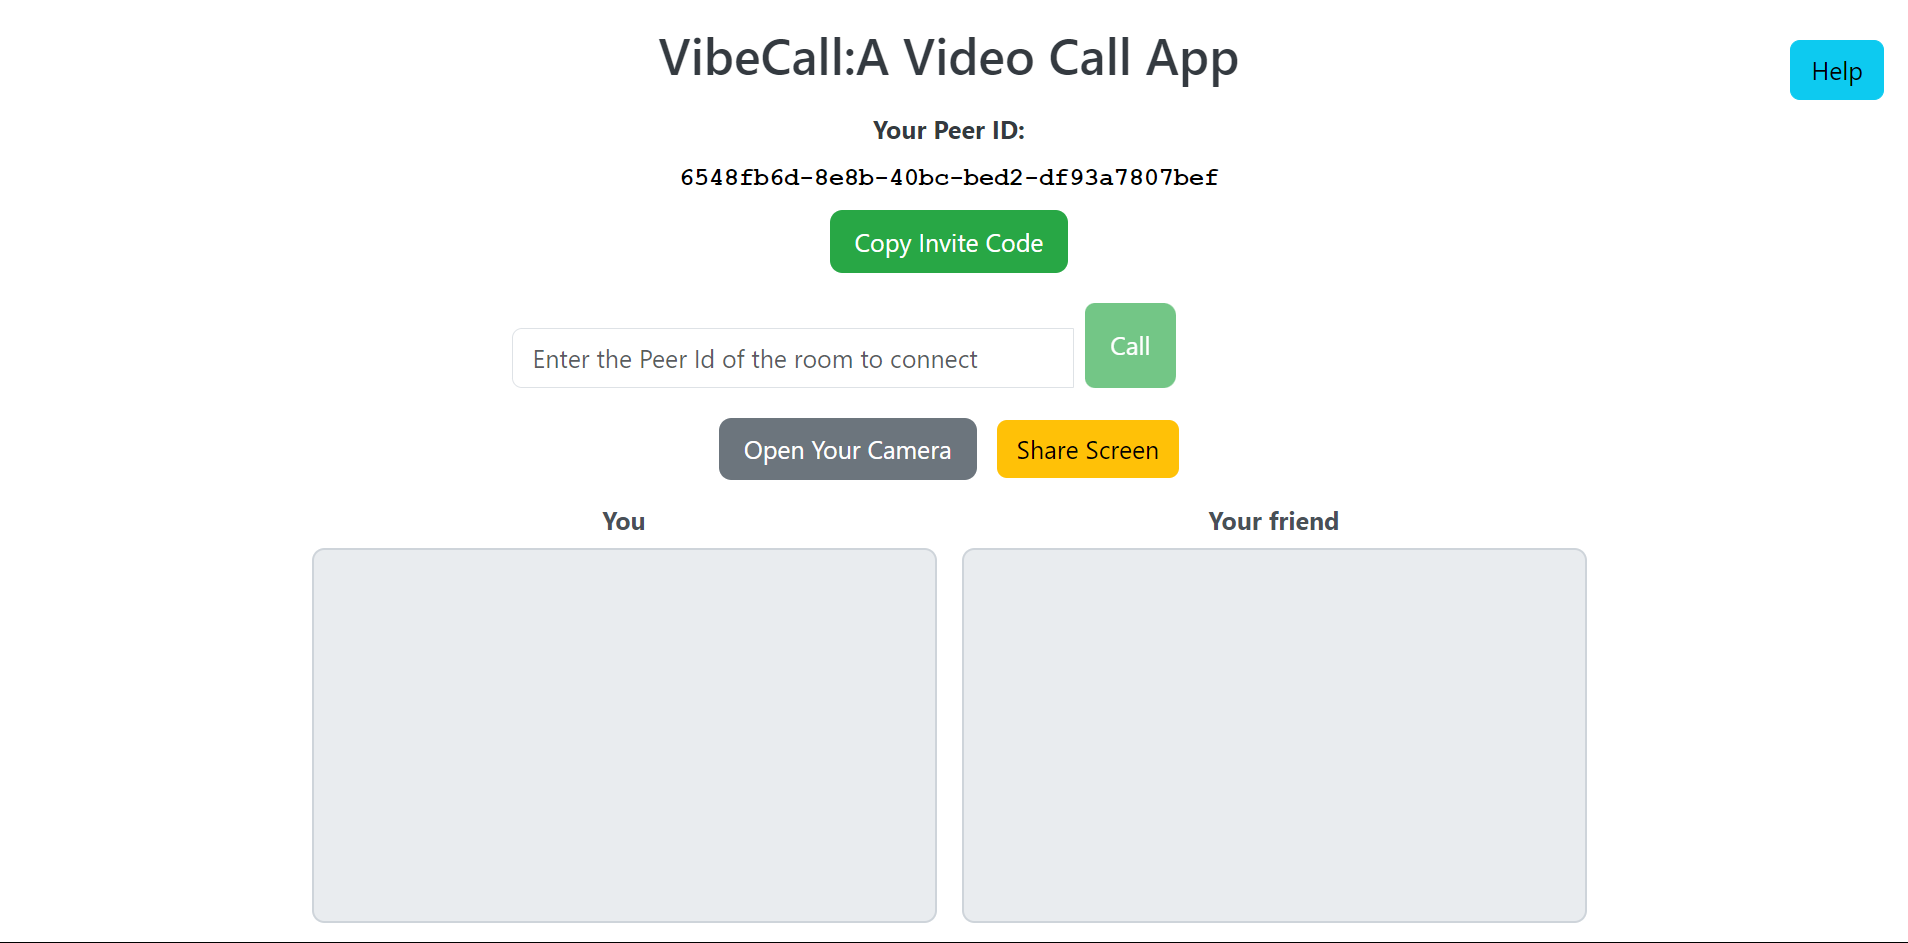 VibeCall:A Video Call App
Help
Your Peer ID:
6548fb6d-8e8b-40bc-bed2-df93a7807bef
Copy Invite Code
Enter the Peer Id of the room to connect
Call
Open Your Camera
Share Screen
You
Your friend